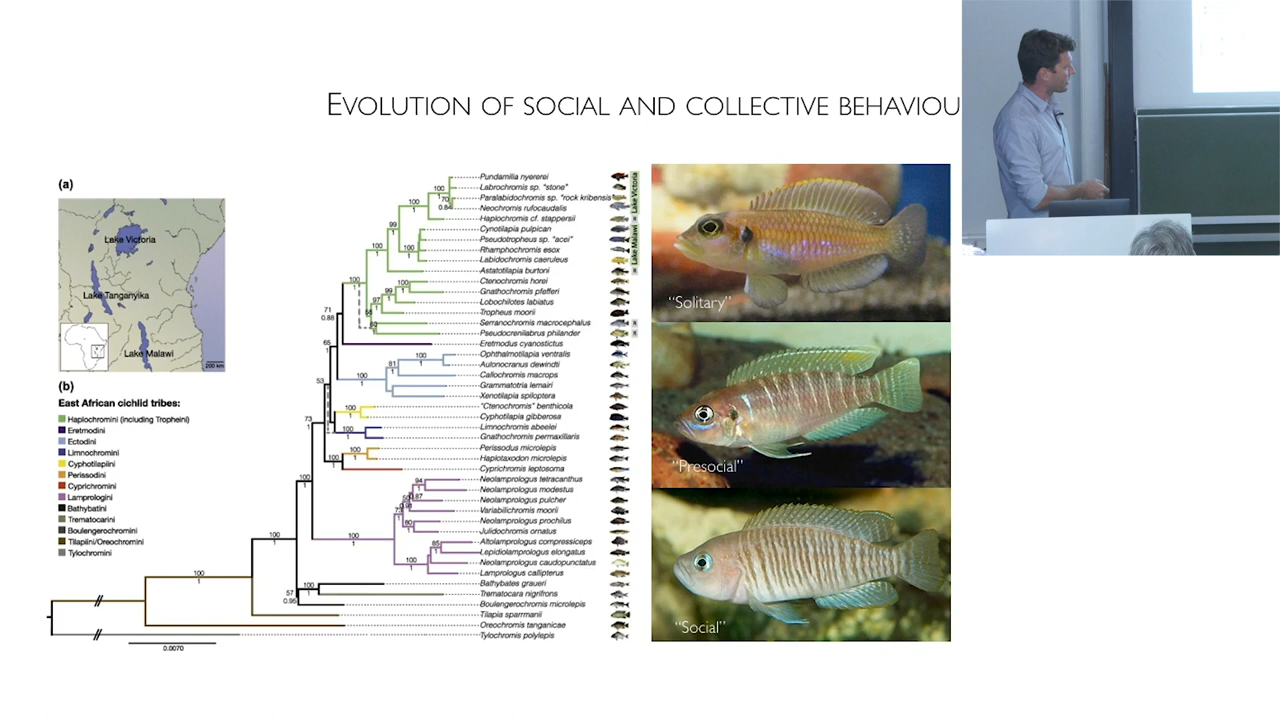 EVOLUTION OF SOCIAL AND COLLECTIVE BEHAVIOU
(a)
Lake Victoria
Lake Tanganyika
Lake Malawi
200 km
(b)
East African cichlid tribes:
Haplochromini (including Tropheini)
Eretmodini
Ectodini
Limnochromini
Cyphotilapiini
Perissodini
Cyprichromini
Lamprologini
Bathybatini
Trematocarini
Boulengerochromini
Tilapiini/Oreochromini
Tylochromini
Pundamilia nyererei
Labrochromis sp. "stone"
Paralabidochromis sp. "rock kribensis"
Neochromis rufocaudalis
Haplochromis cf. stappersii
Cynotilapia pulpican
Pseudotropheus sp. "acei"
Rhamphochromis esox
Labidochromis caeruleus
Astatotilapia burtoni
Ctenochromis horei
Gnathochromis pfefferi
Lobochilotes labiatus
Tropheus moorii
Serranochromis macrocephalus
Pseudocrenilabrus philander
Eretmodus cyanostictus
Ophthalmotilapia ventralis
Aulonocranus dewindti
Callochromis macrops
Grammatotria lemairi
Xenotilapia spiloptera
"Ctenochromis" benthicola
Cyphotilapia gibberosa
Limnochromis abeelei
Gnathochromis permaxillaris
Perissodus microlepis
Haplotaxodon microlepis
Cyprichromis leptosoma
Neolamprologus tetracanthus
Neolamprologus modestus
Neolamprologus pulcher
Variabilichromis moorii
Neolamprologus prochilus
Julidochromis ornatus
Altolamprologus compressiceps
Lepidiolamprologus elongatus
Neolamprologus caudopunctatus
Lamprologus callipterus
Bathybates graueri
Trematocara nigrifrons
Boulengerochromis microlepis
Tilapia sparrmanii
Oreochromis tanganicae
Tylochromis polylepis
Lake Victoria
Lake Malawi
0.0070
"Solitary"
"Presocial"
"Social"